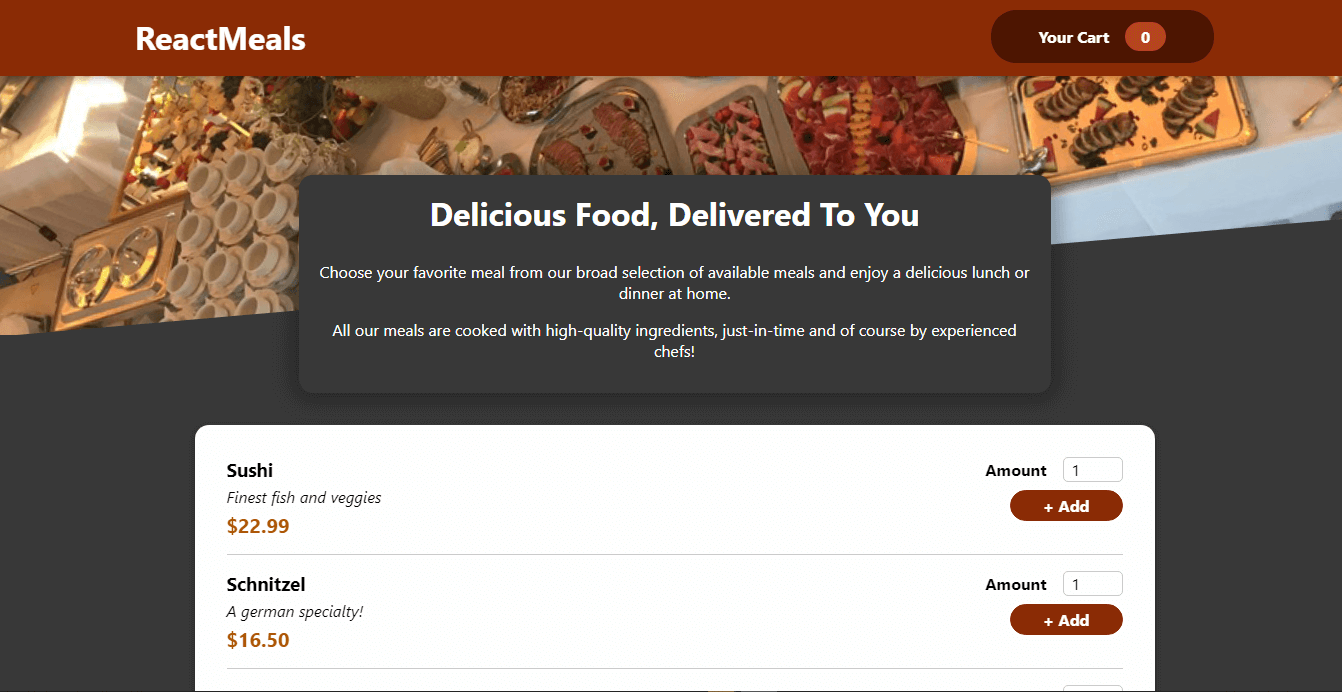 ReactMeals
Your Cart 0
Delicious Food, Delivered To You
Choose your favorite meal from our broad selection of available meals and enjoy a delicious lunch or
dinner at home.
All our meals are cooked with high-quality ingredients, just-in-time and of course by experienced
chefs!
Sushi
Amount 1
Finest fish and veggies
+ Add
$22.99
Schnitzel
Amount 1
A german specialty!
+ Add
$16.50